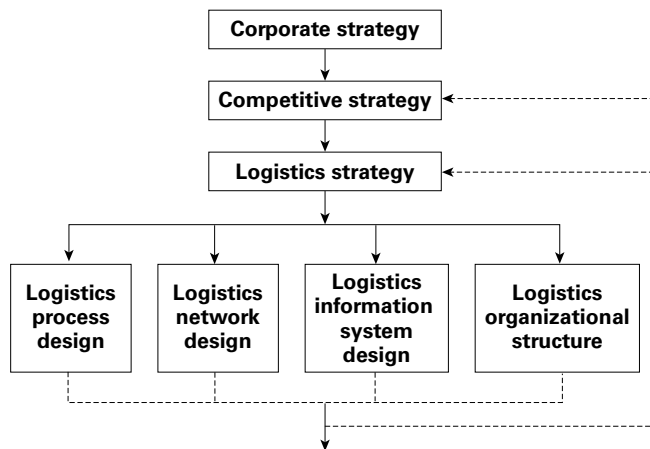 Corporate strategy
Competitive strategy
Logistics strategy
Logistics
process
design
Logistics
network
design
Logistics
information
system
design
Logistics
organizational
structure